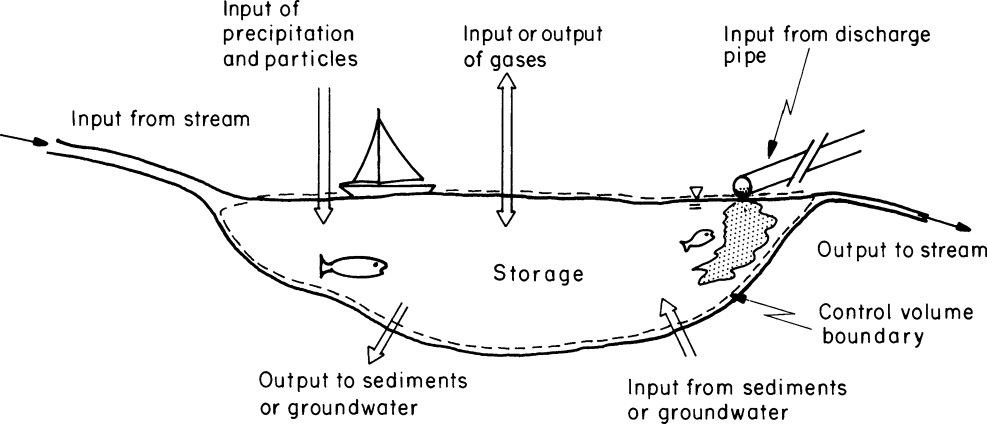 Input of
precipitation
and particles
Input or output
of gases
Input from discharge
pipe
Input from stream
Output to stream
Storage
Control volume
boundary
Output to sediments
or groundwater
Input from sediments
or groundwater